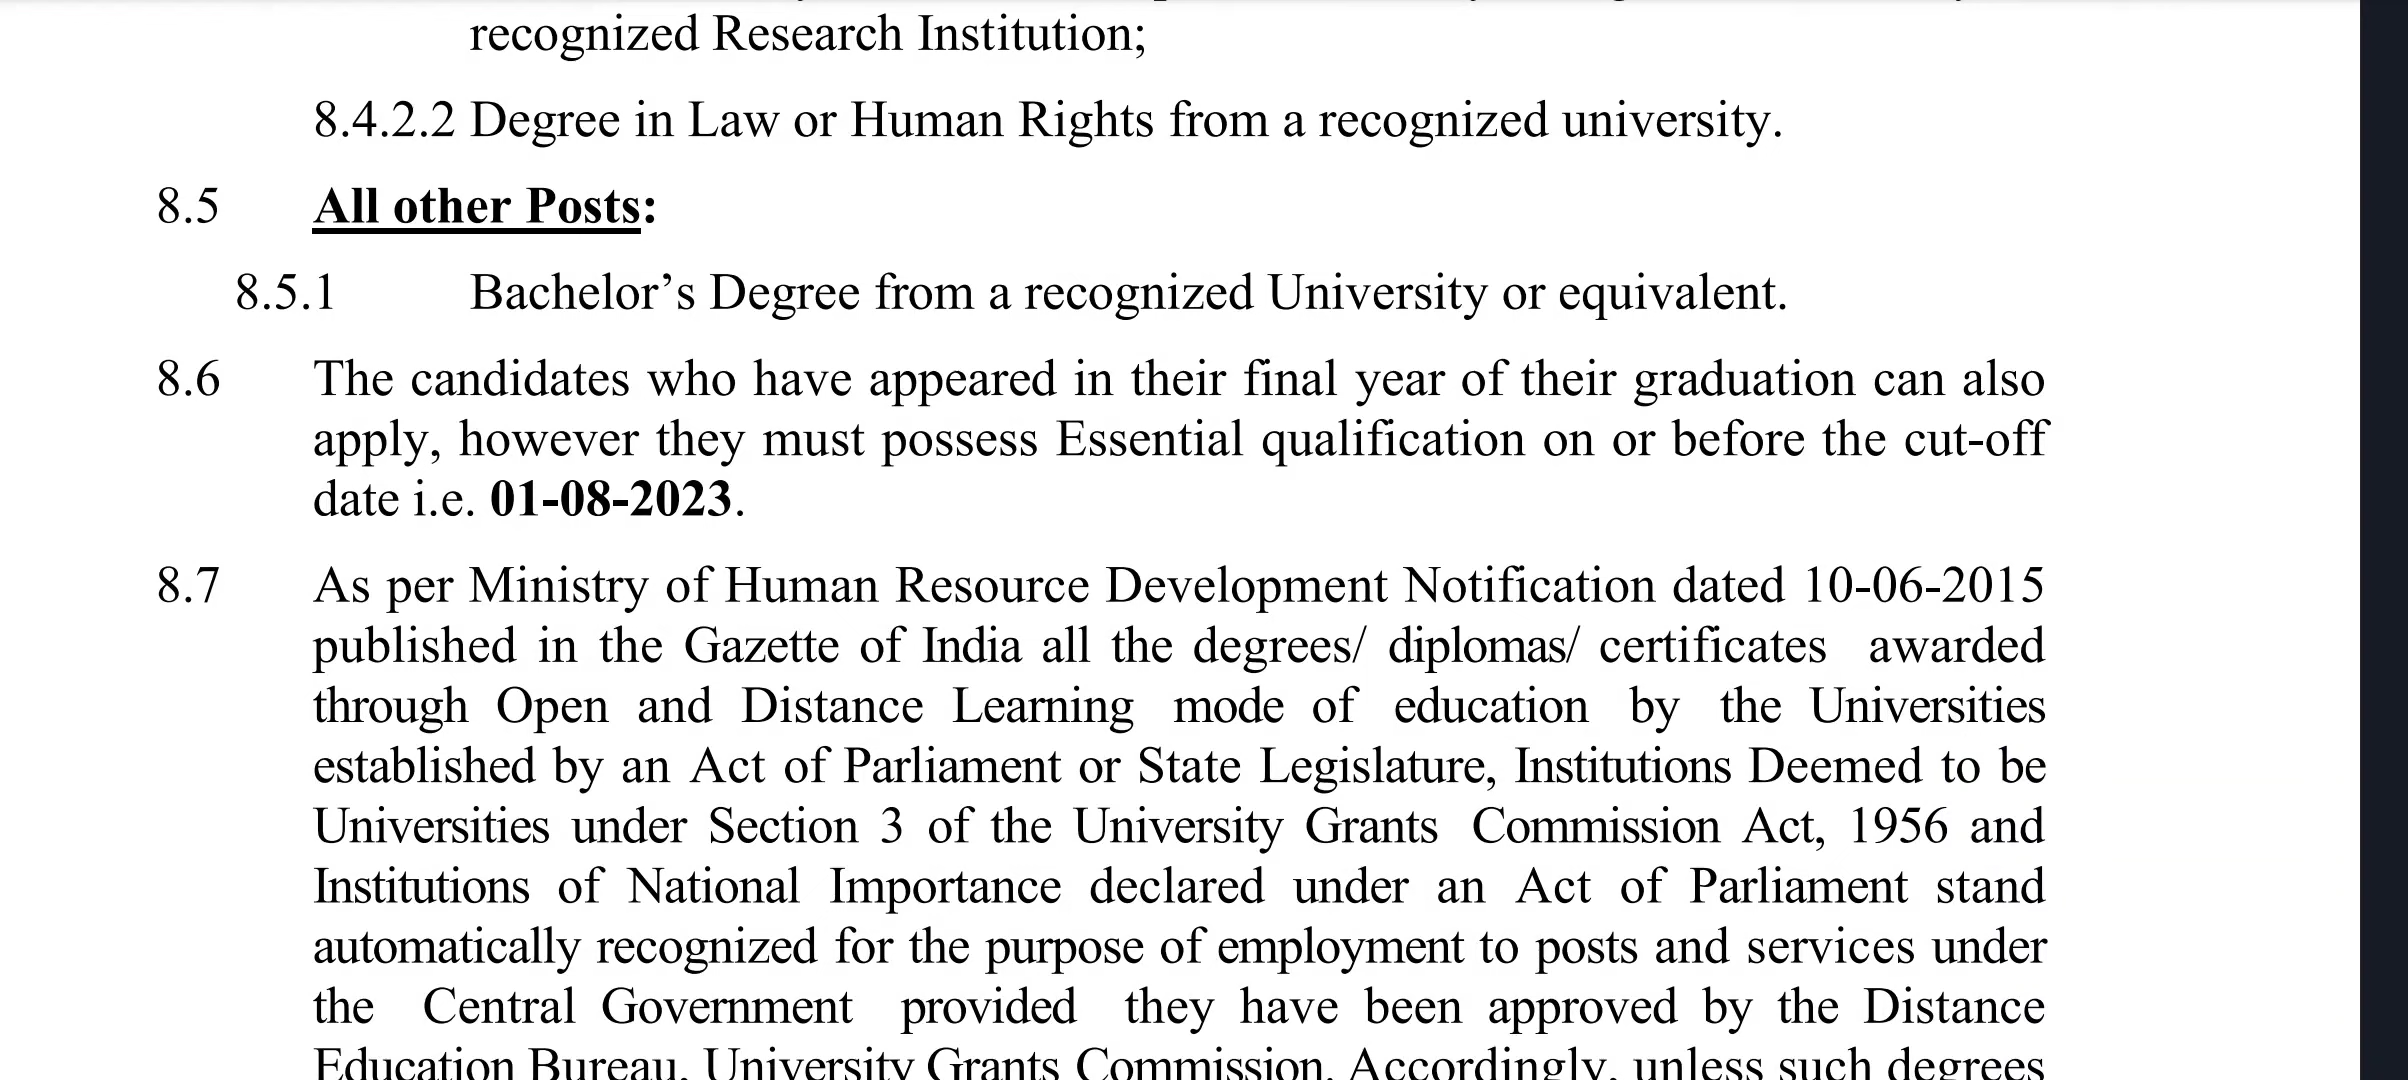 recognized Research Institution;
8.4.2.2 Degree in Law or Human Rights from a recognized university.
8.5 All other Posts:
8.5.1 Bachelor’s Degree from a recognized University or equivalent.
8.6 The candidates who have appeared in their final year of their graduation can also
apply, however they must possess Essential qualification on or before the cut-off
date i.e. 01-08-2023.
8.7 As per Ministry of Human Resource Development Notification dated 10-06-2015
published in the Gazette of India all the degrees/ diplomas/ certificates awarded
through Open and Distance Learning mode of education by the Universities
established by an Act of Parliament or State Legislature, Institutions Deemed to be
Universities under Section 3 of the University Grants Commission Act, 1956 and
Institutions of National Importance declared under an Act of Parliament stand
automatically recognized for the purpose of employment to posts and services under
the Central Government provided they have been approved by the Distance
Education Bureau, University Grants Commission. Accordingly, unless such degrees